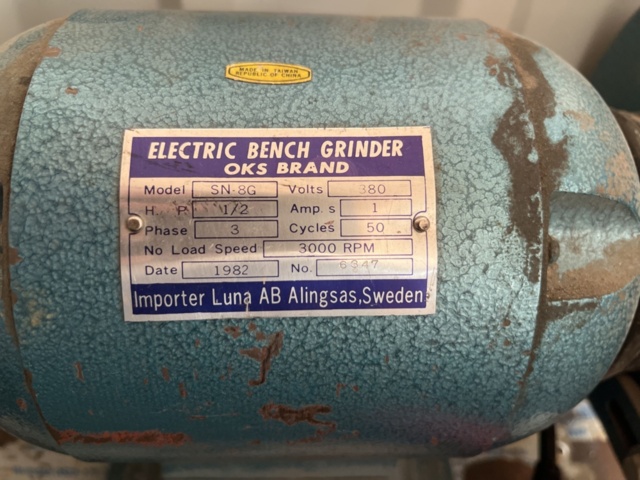 MADE IN TAIWAN
REPUBLIC OF CHINA
ELECTRIC BENCH GRINDER
OKS BRAND
Model SN-8G Volts 380
H. P. 1/2 Amp. s 1
Phase 3 Cycles 50
No Load Speed 3000 RPM
Date 1982 No. 6347
Importer Luna AB Alingsas,Sweden